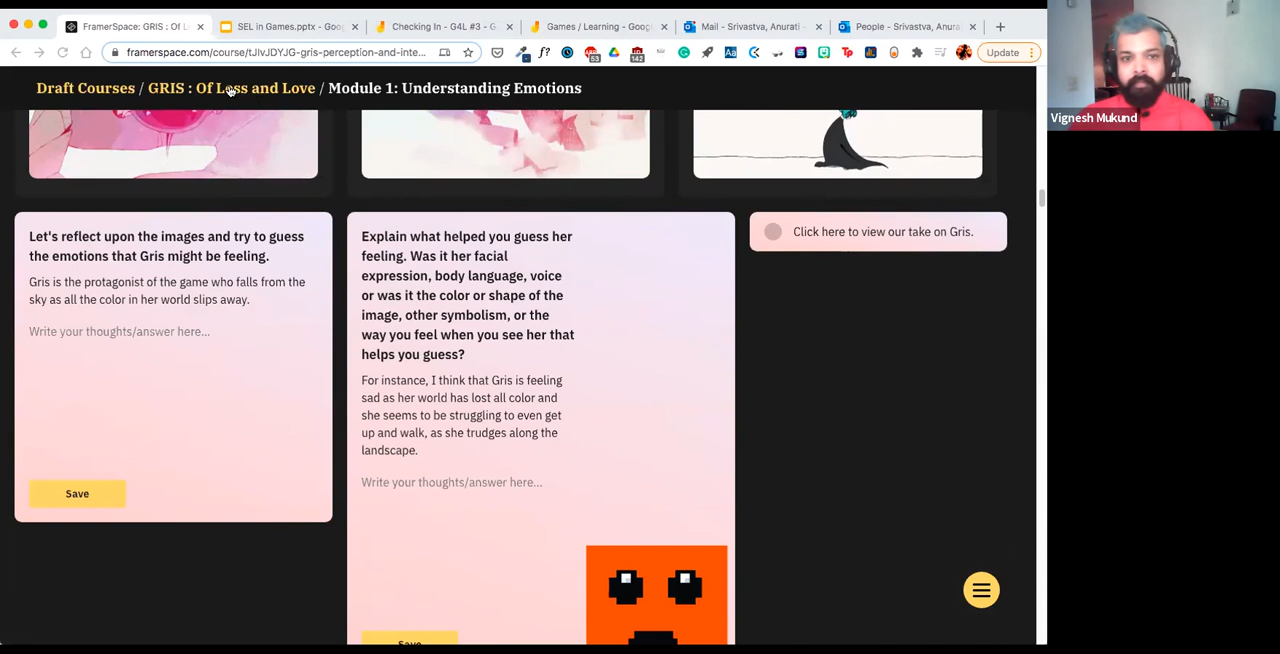 FramerSpace: GRIS : Of L
SEL in Games.pptx - Goo
Checking In - G4L #3 - G
Games / Learning - Googl
Mail - Srivastva, Anurati -
People - Srivastva, Anura
framerspace.com/course/tJIvJDYJG-gris-perception-and-inte...
53
142
Update
Draft Courses / GRIS : Of Loss and Love / Module 1: Understanding Emotions
Vignesh Mukund
Let's reflect upon the images and try to guess
the emotions that Gris might be feeling.
Gris is the protagonist of the game who falls from the
sky as all the color in her world slips away.
Write your thoughts/answer here...
Save
Explain what helped you guess her
feeling. Was it her facial
expression, body language, voice
or was it the color or shape of the
image, other symbolism, or the
way you feel when you see her that
helps you guess?
For instance, I think that Gris is feeling
sad as her world has lost all color and
she seems to be struggling to even get
up and walk, as she trudges along the
landscape.
Write your thoughts/answer here...
Save
Click here to view our take on Gris.